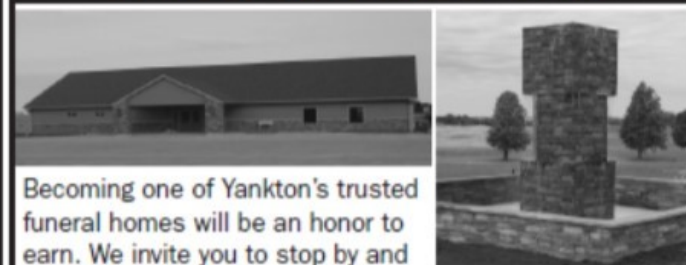 Becoming one of Yankton's trusted
funeral homes will be an honor to
earn. We invite you to stop by and